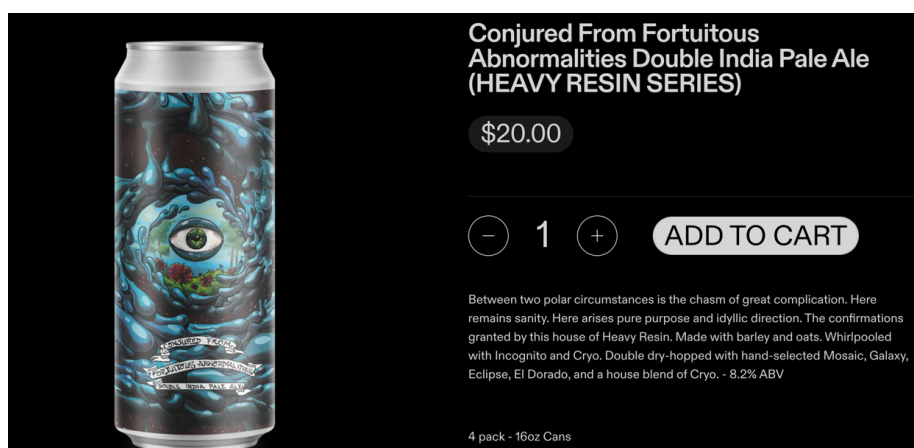 Conjured From Fortuitous
Abnormalities Double India Pale Ale
(HEAVY RESIN SERIES)
$20.00
1
ADD TO CART
Between two polar circumstances is the chasm of great complication. Here
remains sanity. Here arises pure purpose and idyllic direction. The confirmations
granted by this house of Heavy Resin. Made with barley and oats. Whirlpooled
with Incognito and Cryo. Double dry-hopped with hand-selected Mosaic, Galaxy,
Eclipse, El Dorado, and a house blend of Cryo. - 8.2% ABV
4 pack - 16oz Cans
CONJURED FROM
FORTUITOUS ABNORMALITIES
DOUBLE INDIA PALE ALE